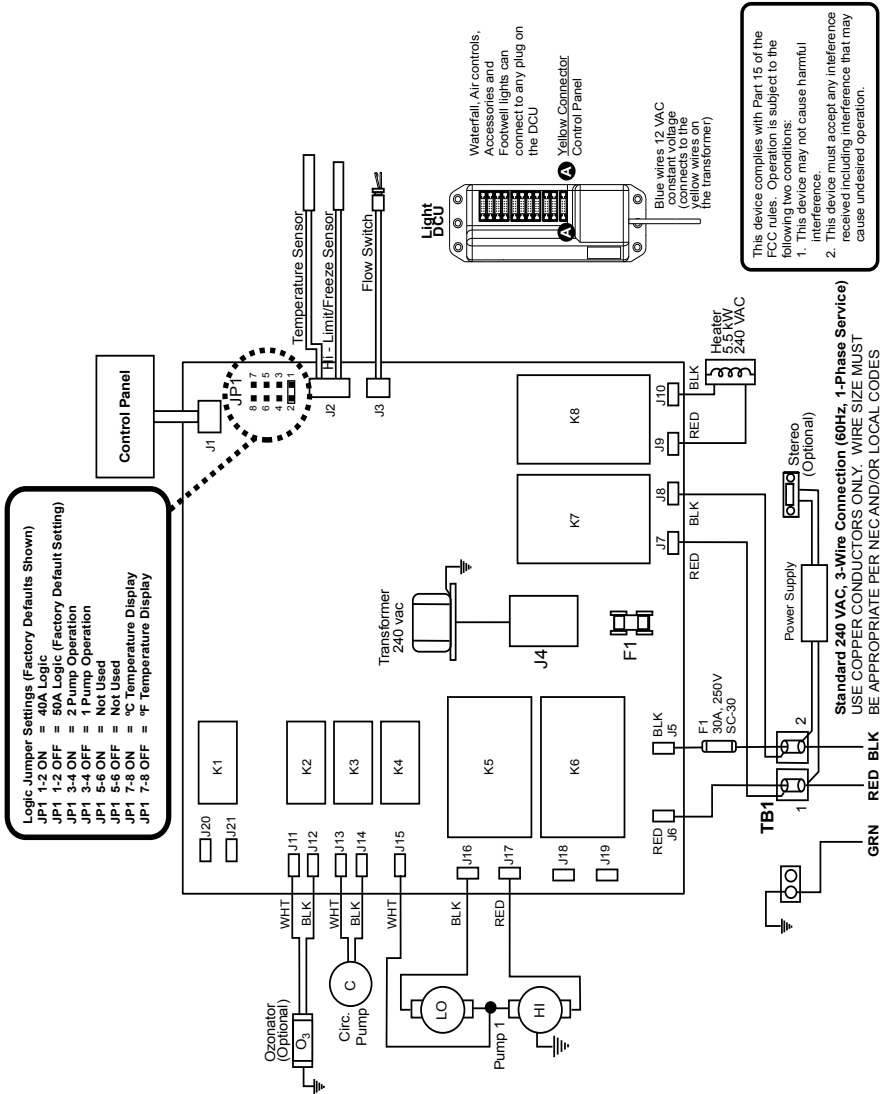 Logic Jumper Settings (Factory Defaults Shown)
JP1 1-2 ON = 40A Logic
JP1 1-2 OFF = 50A Logic (Factory Default Setting)
JP1 3-4 ON = 2 Pump Operation
JP1 3-4 OFF = 1 Pump Operation
JP1 5-6 ON = Not Used
JP1 5-6 OFF = Not Used
JP1 7-8 ON = ºC Temperature Display
JP1 7-8 OFF = ºF Temperature Display
Control Panel
J1
JP1
8 7
6 5
4 3
2 1
Temperature Sensor
Hi - Limit/Freeze Sensor
J2
Flow Switch
J3
Light
DCU
A
A
Waterfall, Air controls,
Accessories and
Footwell lights can
connect to any plug on
the DCU
Yellow Connector
Control Panel
Blue wires 12 VAC
constant voltage
(connects to the
yellow wires on
the transformer)
This device complies with Part 15 of the
FCC rules. Operation is subject to the
following two conditions:
1. This device may not cause harmful
interference.
2. This device must accept any inteference
received including interference that may
cause undesired operation.
J20
J21
K1
Ozonator
(Optional)
O3
WHT
BLK
J11
J12
K2
Circ.
Pump
C
WHT
BLK
J13
J14
K3
WHT
J15
K4
Pump 1
LO
HI
BLK
RED
J16
J17
K5
J18
J19
K6
Transformer
240 vac
J4
F1
K7
K8
RED
J6
BLK
J5
RED
J7
BLK
J8
RED
J9
BLK
J10
Heater
5.5 kW
240 VAC
F1
30A, 250V
SC-30
TB1
1
2
Power Supply
Stereo
(Optional)
GRN
RED
BLK
Standard 240 VAC, 3-Wire Connection (60Hz, 1-Phase Service)
USE COPPER CONDUCTORS ONLY. WIRE SIZE MUST
BE APPROPRIATE PER NEC AND/OR LOCAL CODES